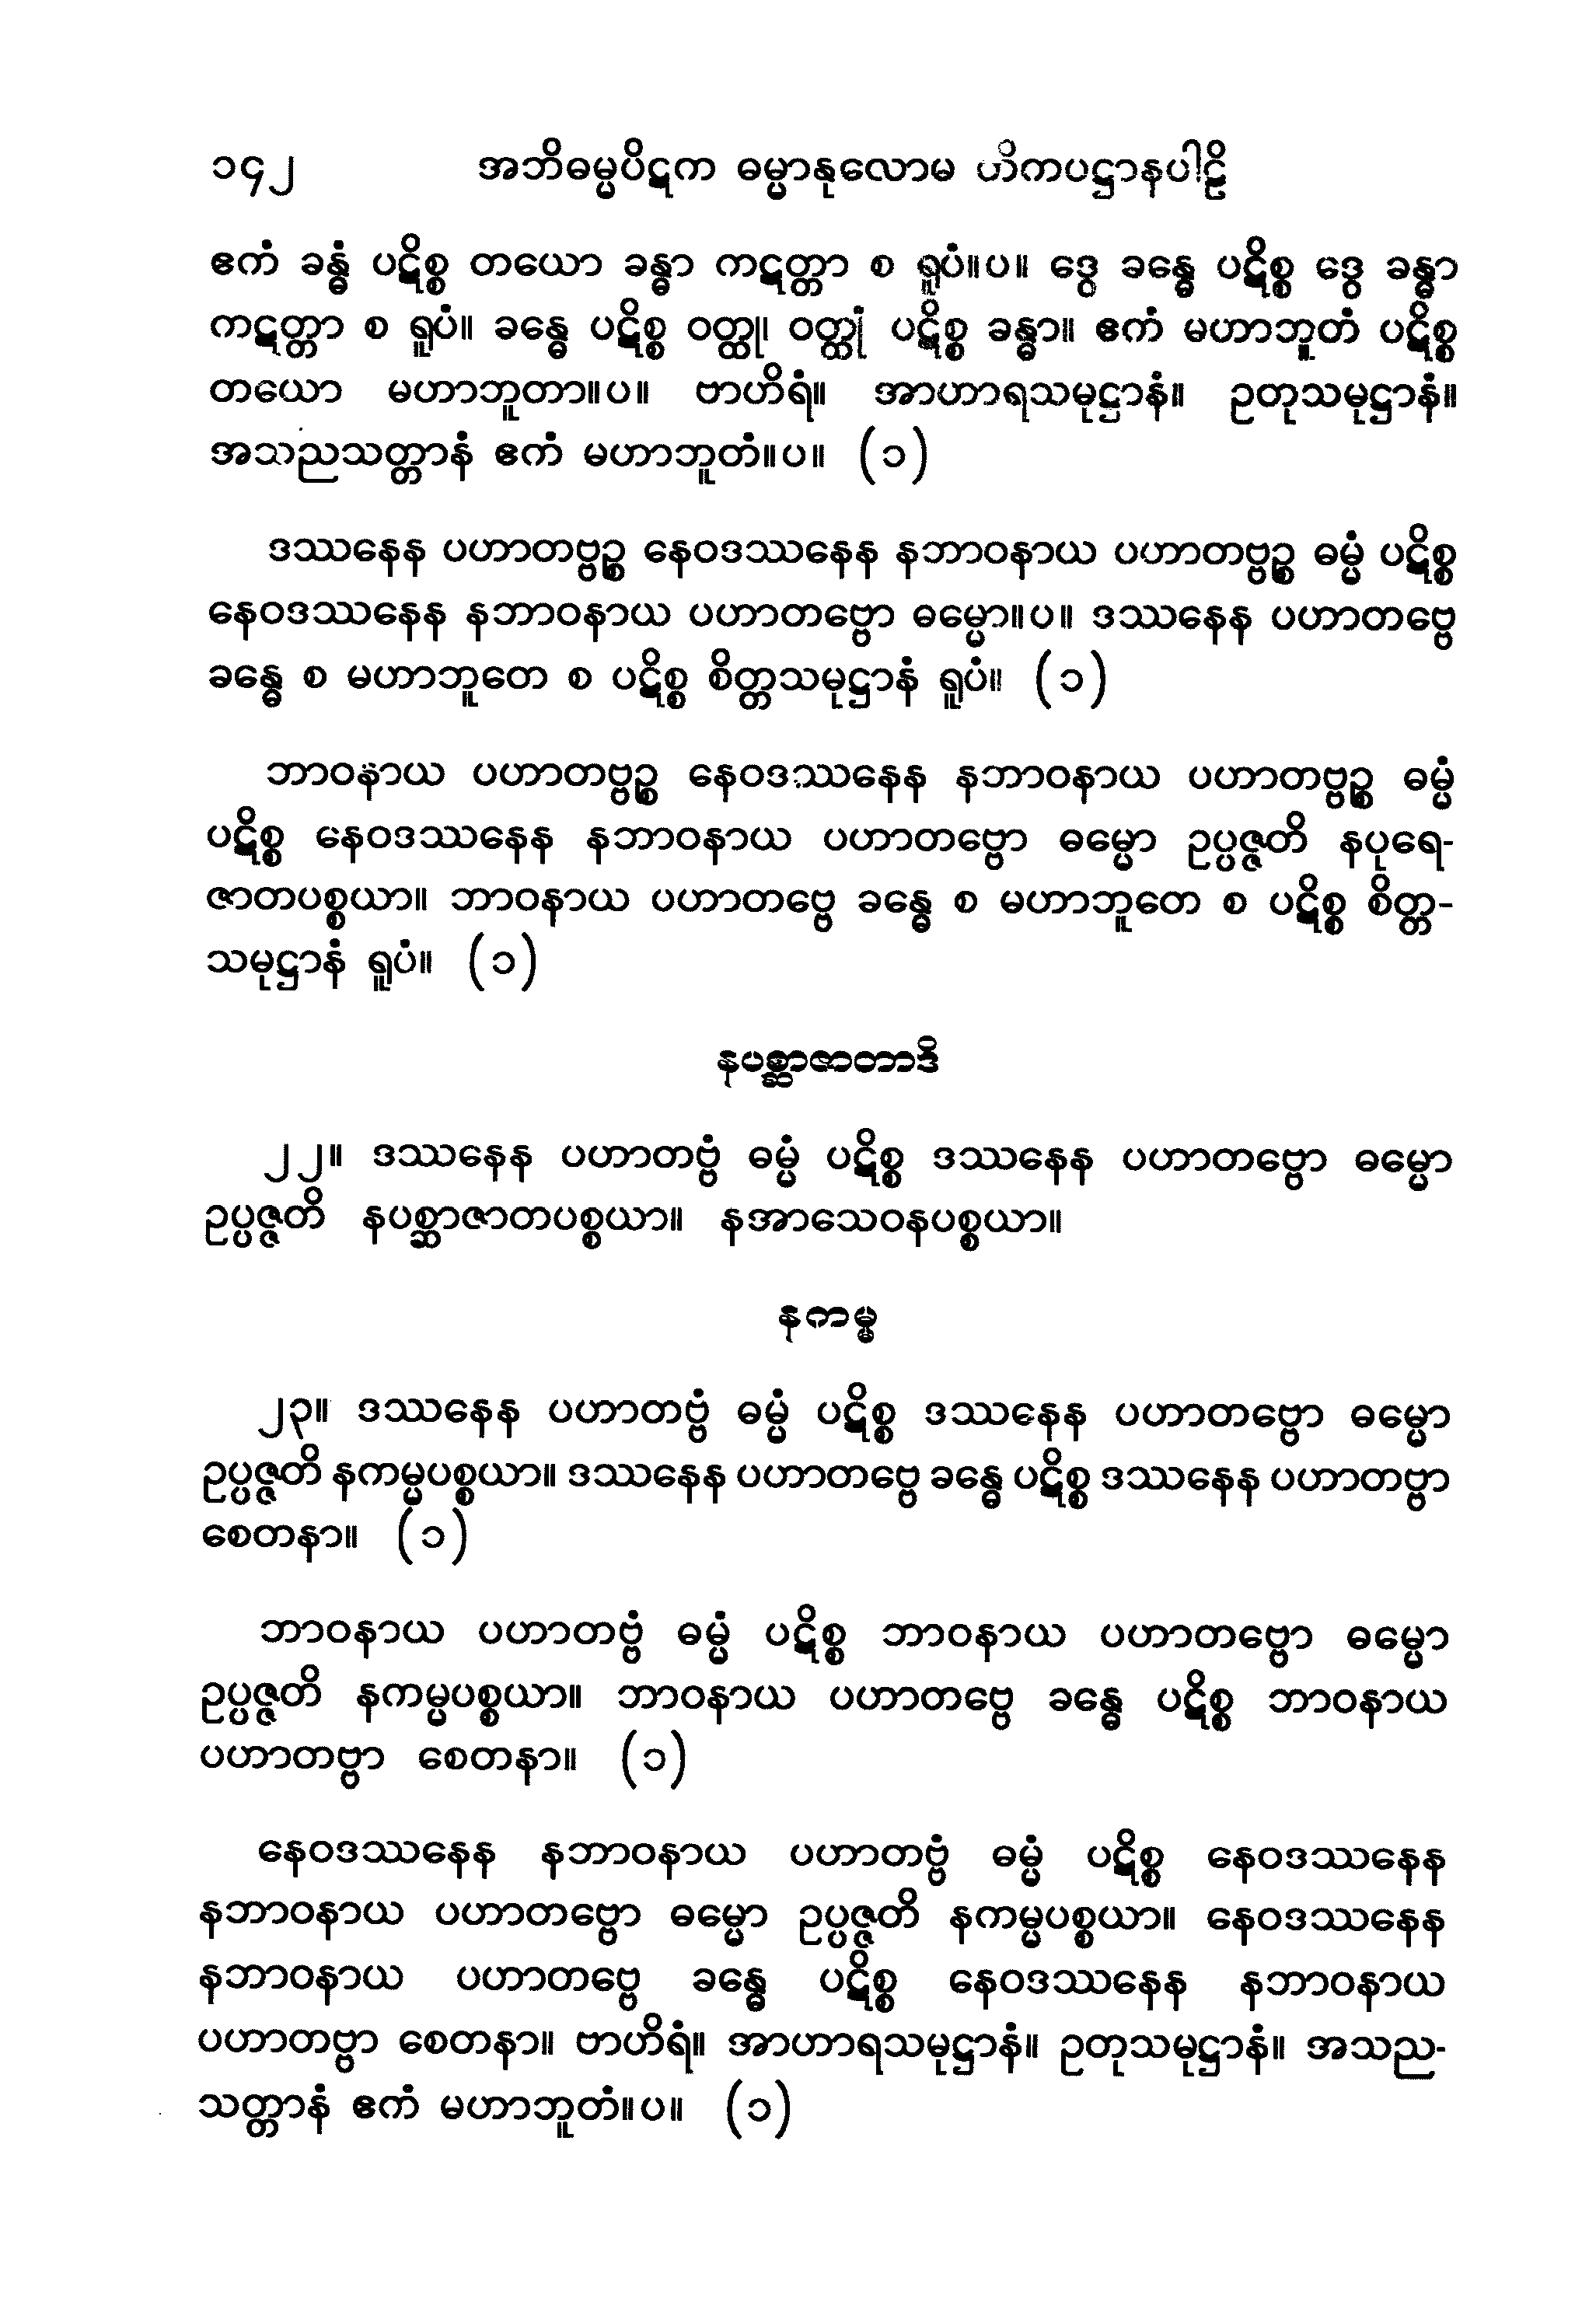 ၁၄၂ အဘိဓမ္မပိဋက ဓမ္မာနုလောမ တိကပဋ္ဌာနပါဠိ
ဧကံ ခန္ဓံ ပဋိစ္စ တယော ခန္ဓာ ကဋတ္တာ စ ရူပံ။ပ။ ဒွေ ခန္ဓေ ပဋိစ္စ ဒွေ ခန္ဓာ
ကဋတ္တာ စ ရူပံ။ ခန္ဓေ ပဋိစ္စ ဝတ္ထု၊ ဝတ္ထုံ ပဋိစ္စ ခန္ဓာ။ ဧကံ မဟာဘူတံ ပဋိစ္စ
တယော မဟာဘူတာ။ပ။ ဗာဟိရံ။ အာဟာရသမုဋ္ဌာနံ။ ဥတုသမုဋ္ဌာနံ။
အသညသတ္တာနံ ဧကံ မဟာဘူတံ။ပ။ (၁)
ဒဿနေန ပဟာတဗ္ဗဉ္စ နေဝဒဿနေန နဘာဝနာယ ပဟာတဗ္ဗဉ္စ ဓမ္မံ ပဋိစ္စ
နေဝဒဿနေန နဘာဝနာယ ပဟာတဗ္ဗော ဓမ္မော။ပ။ ဒဿနေန ပဟာတဗ္ဗေ
ခန္ဓေ စ မဟာဘူတေ စ ပဋိစ္စ စိတ္တသမုဋ္ဌာနံ ရူပံ။ (၁)
ဘာဝနာယ ပဟာတဗ္ဗဉ္စ နေဝဒဿနေန နဘာဝနာယ ပဟာတဗ္ဗဉ္စ ဓမ္မံ
ပဋိစ္စ နေဝဒဿနေန နဘာဝနာယ ပဟာတဗ္ဗော ဓမ္မော ဥပ္ပဇ္ဇတိ နပုရေ-
ဇာတပစ္စယာ။ ဘာဝနာယ ပဟာတဗ္ဗေ ခန္ဓေ စ မဟာဘူတေ စ ပဋိစ္စ စိတ္တ-
သမုဋ္ဌာနံ ရူပံ။ (၁)
နပစ္ဆာဇာတာဒိ
၂၂။ ဒဿနေန ပဟာတဗ္ဗံ ဓမ္မံ ပဋိစ္စ ဒဿနေန ပဟာတဗ္ဗော ဓမ္မော
ဥပ္ပဇ္ဇတိ နပစ္ဆာဇာတပစ္စယာ။ နအာသေဝနပစ္စယာ။
နကမ္မ
၂၃။ ဒဿနေန ပဟာတဗ္ဗံ ဓမ္မံ ပဋိစ္စ ဒဿနေန ပဟာတဗ္ဗော ဓမ္မော
ဥပ္ပဇ္ဇတိ နကမ္မပစ္စယာ။ ဒဿနေန ပဟာတဗ္ဗေ ခန္ဓေ ပဋိစ္စ ဒဿနေန ပဟာတဗ္ဗာ
စေတနာ။ (၁)
ဘာဝနာယ ပဟာတဗ္ဗံ ဓမ္မံ ပဋိစ္စ ဘာဝနာယ ပဟာတဗ္ဗော ဓမ္မော
ဥပ္ပဇ္ဇတိ နကမ္မပစ္စယာ။ ဘာဝနာယ ပဟာတဗ္ဗေ ခန္ဓေ ပဋိစ္စ ဘာဝနာယ
ပဟာတဗ္ဗာ စေတနာ။ (၁)
နေဝဒဿနေန နဘာဝနာယ ပဟာတဗ္ဗံ ဓမ္မံ ပဋိစ္စ နေဝဒဿနေန
နဘာဝနာယ ပဟာတဗ္ဗော ဓမ္မော ဥပ္ပဇ္ဇတိ နကမ္မပစ္စယာ။ နေဝဒဿနေန
နဘာဝနာယ ပဟာတဗ္ဗေ ခန္ဓေ ပဋိစ္စ နေဝဒဿနေန နဘာဝနာယ
ပဟာတဗ္ဗာ စေတနာ။ ဗာဟိရံ။ အာဟာရသမုဋ္ဌာနံ။ ဥတုသမုဋ္ဌာနံ။ အသည-
သတ္တာနံ ဧကံ မဟာဘူတံ။ပ။ (၁)